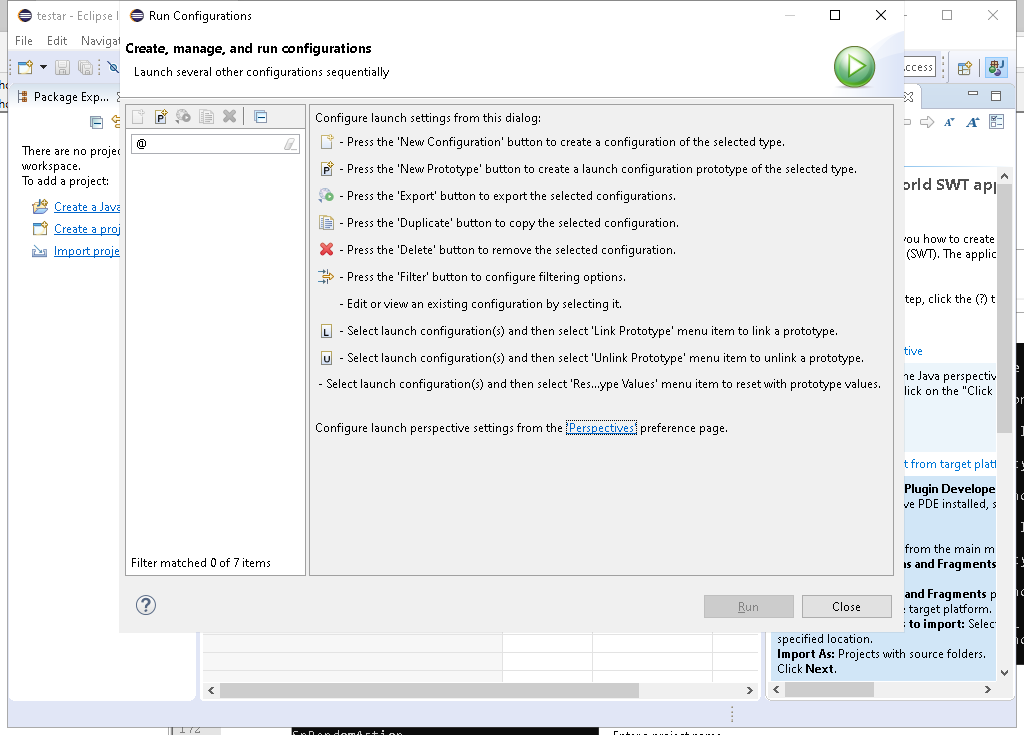 testar - Eclipse I
Run Configurations
File Edit Navigat
Create, manage, and run configurations
Launch several other configurations sequentially
ccess
Package Exp...
There are no projec
workspace.
To add a project:
Create a Java
Create a proj
Import proje
@
Filter matched 0 of 7 items
Configure launch settings from this dialog:
- Press the 'New Configuration' button to create a configuration of the selected type.
P - Press the 'New Prototype' button to create a launch configuration prototype of the selected type.
- Press the 'Export' button to export the selected configurations.
- Press the 'Duplicate' button to copy the selected configuration.
- Press the 'Delete' button to remove the selected configuration.
- Press the 'Filter' button to configure filtering options.
- Edit or view an existing configuration by selecting it.
L - Select launch configuration(s) and then select 'Link Prototype' menu item to link a prototype.
U - Select launch configuration(s) and then select 'Unlink Prototype' menu item to unlink a prototype.
- Select launch configuration(s) and then select 'Res...ype Values' menu item to reset with prototype values.
Configure launch perspective settings from the 'Perspectives' preference page.
Run
Close
orld SWT app
you how to create
(SWT). The applic
tep, click the (?) t
tive
he Java perspectiv
lick on the "Click
t from target platf
Plugin Develope
ve PDE installed, s
from the main m
ns and Fragments
and Fragments p
e target platform.
s to import: Selec
specified location.
Import As: Projects with source folders.
Click Next.
172
SnRandomAction
Enter a project name